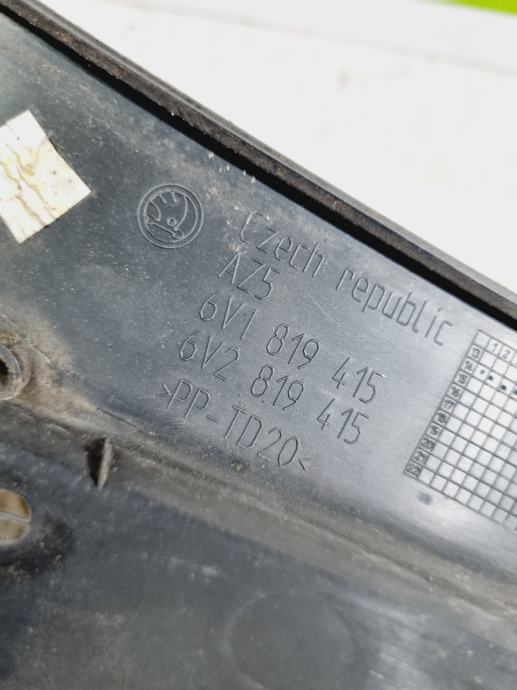 Czech republic
AZ5
6V1 819 415
6V2 819 415
>PP-TD20<